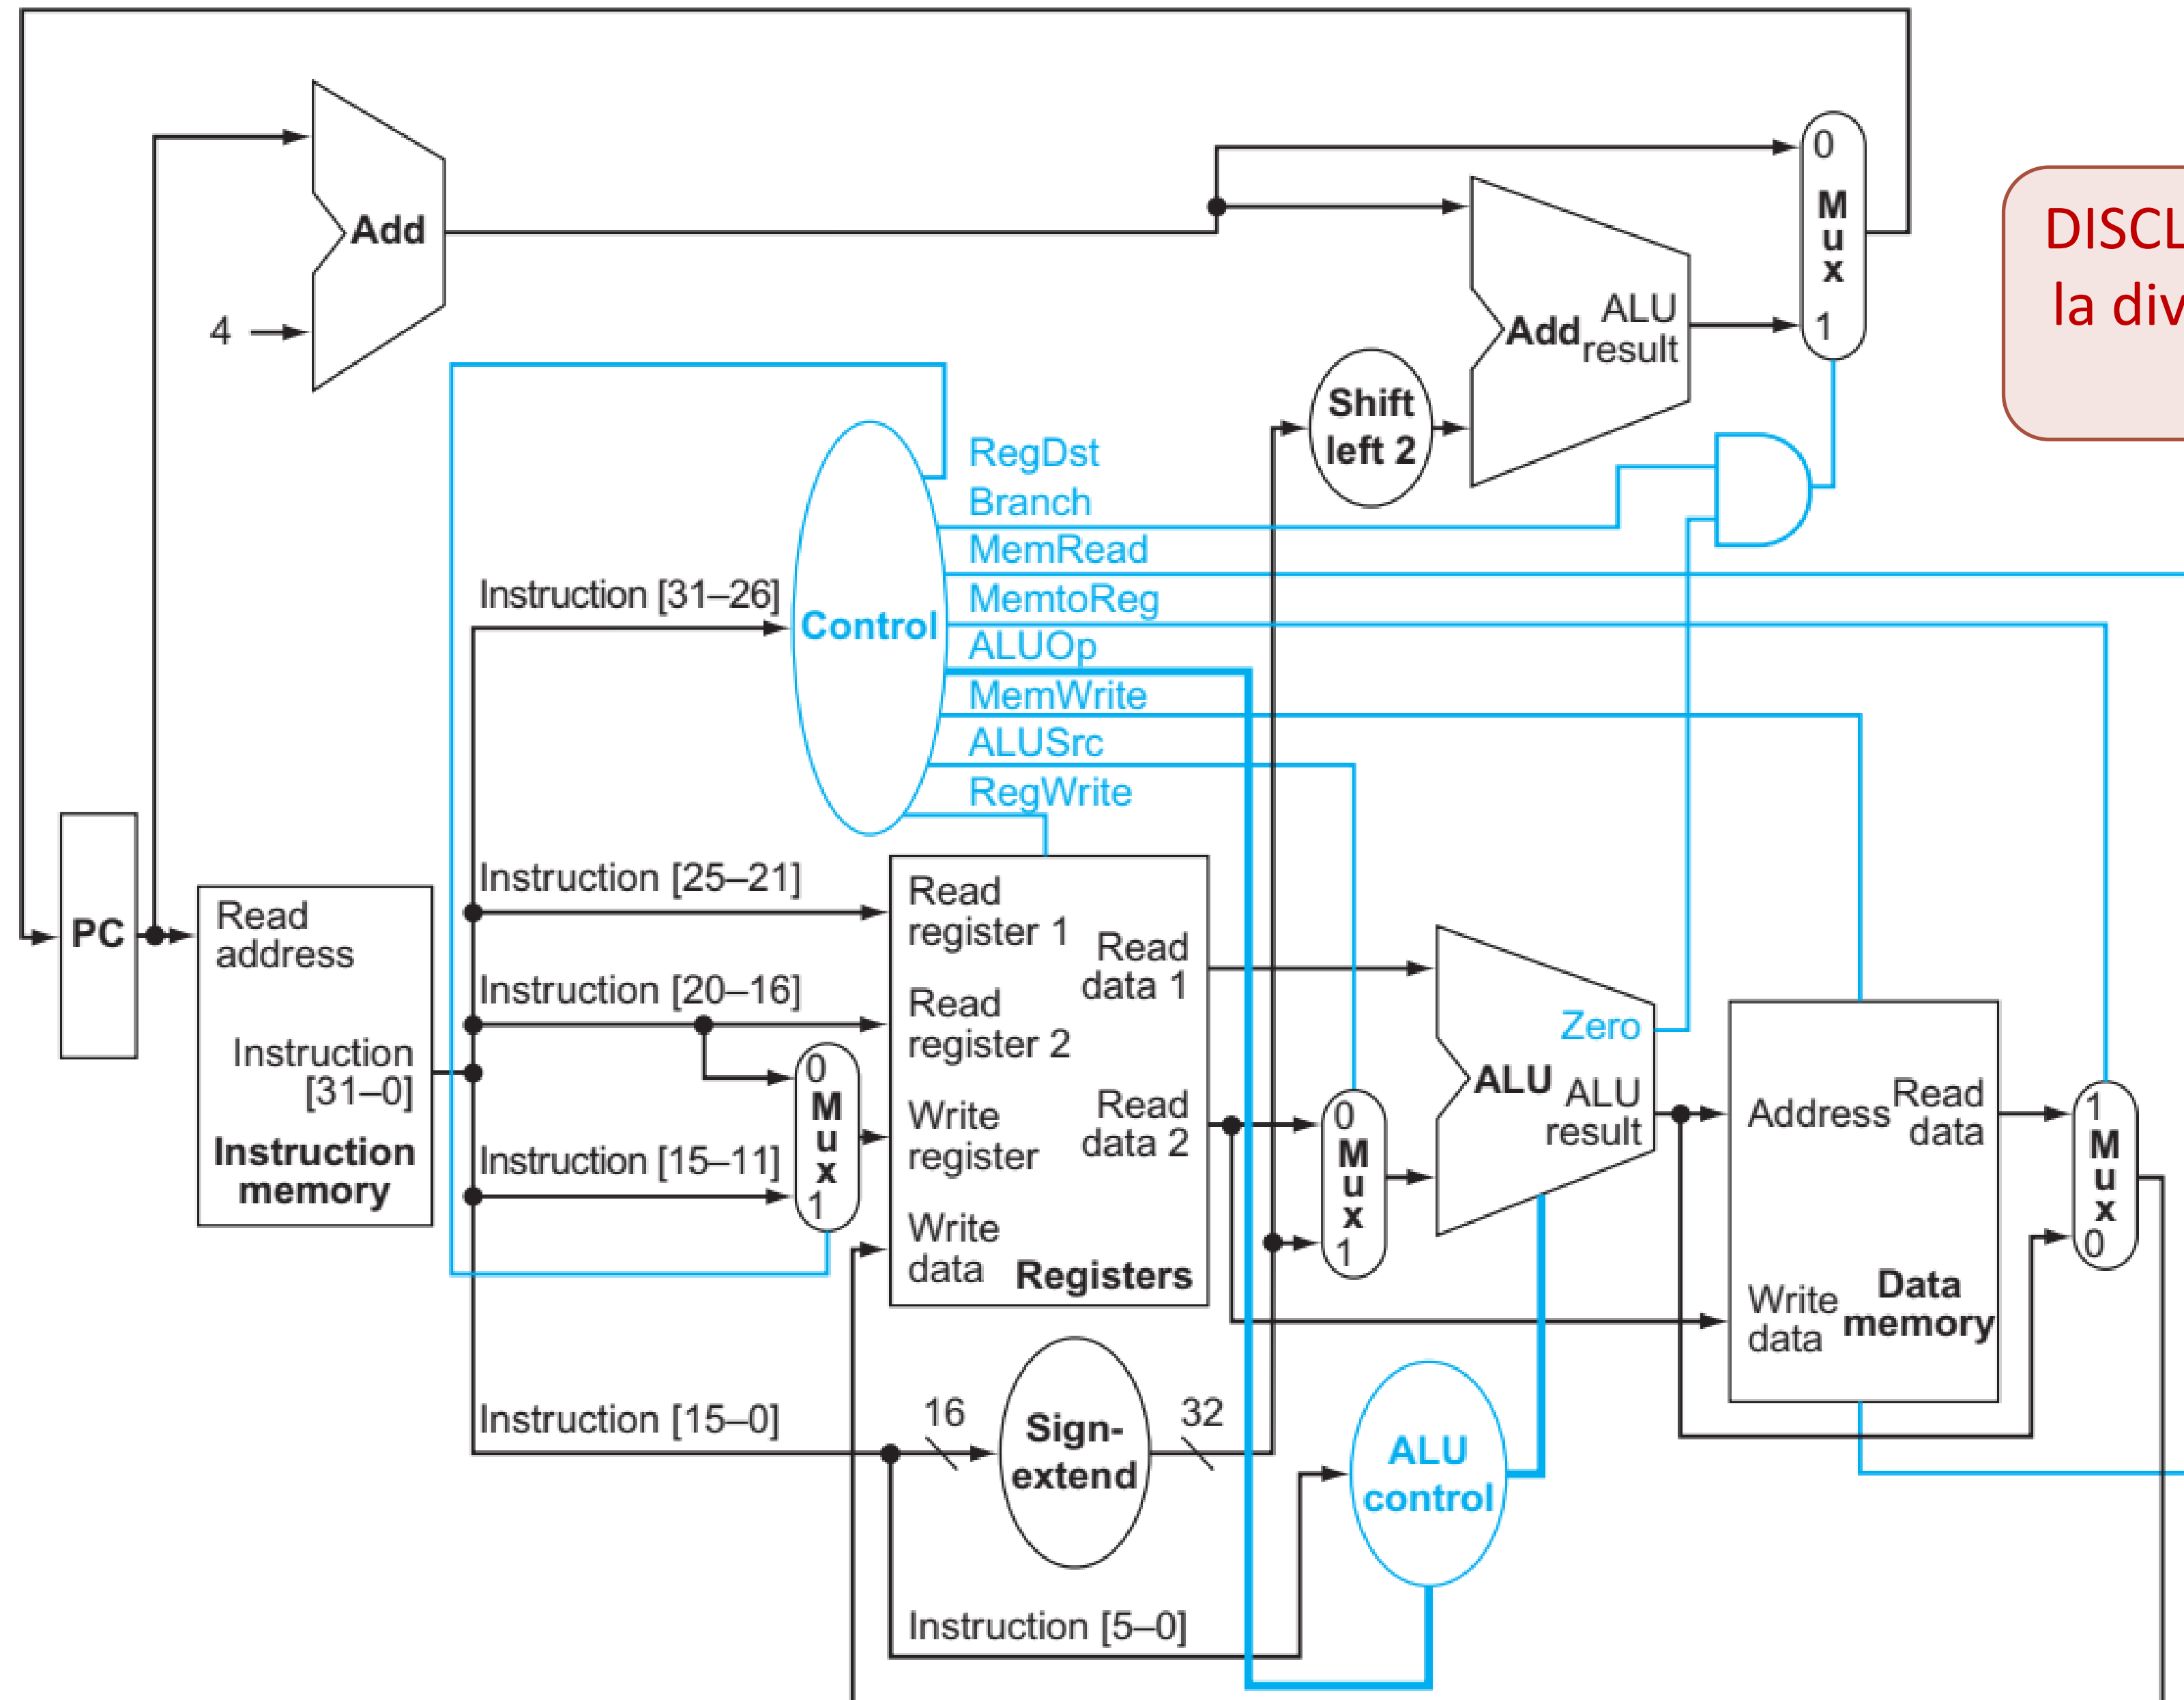 0
M
u
x
1
DISCL
la div
Add
4
Add
ALU
result
Shift
left 2
RegDst
Branch
MemRead
MemtoReg
ALUOp
MemWrite
ALUSrc
RegWrite
Instruction [31–26]
Control
Instruction [25–21]
Instruction [20–16]
Instruction [15–11]
Instruction [15–0]
Instruction [5–0]
PC
Read
address
Instruction
[31–0]
Instruction
memory
0
M
u
x
1
Read
register 1
Read
register 2
Write
register
Write
data
Read
data 1
Read
data 2
Registers
0
M
u
x
1
Zero
ALU
ALU
result
Address
Read
data
Write
data
Data
memory
1
M
u
x
0
16
Sign-
extend
32
ALU
control